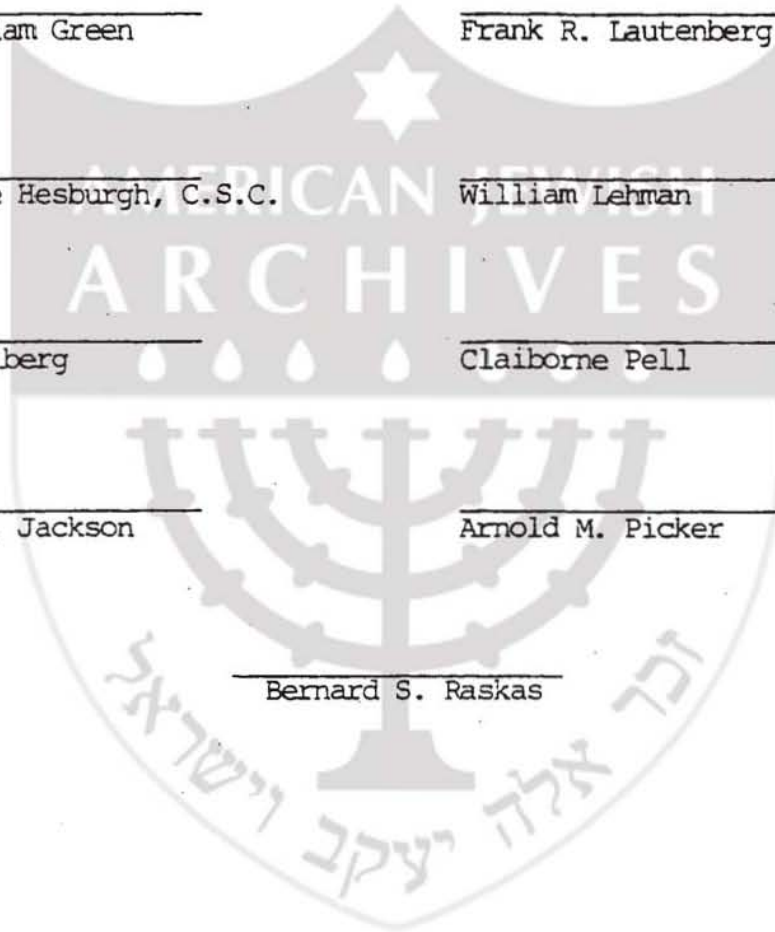 am Green Frank R. Lautenberg
Hesburgh, C.S.C. William Lehman
AMERICAN JEWISH
ARCHIVES
berg Claiborne Pell
Jackson Arnold M. Picker
Bernard S. Raskas
זכר אלה יעקב וישראל